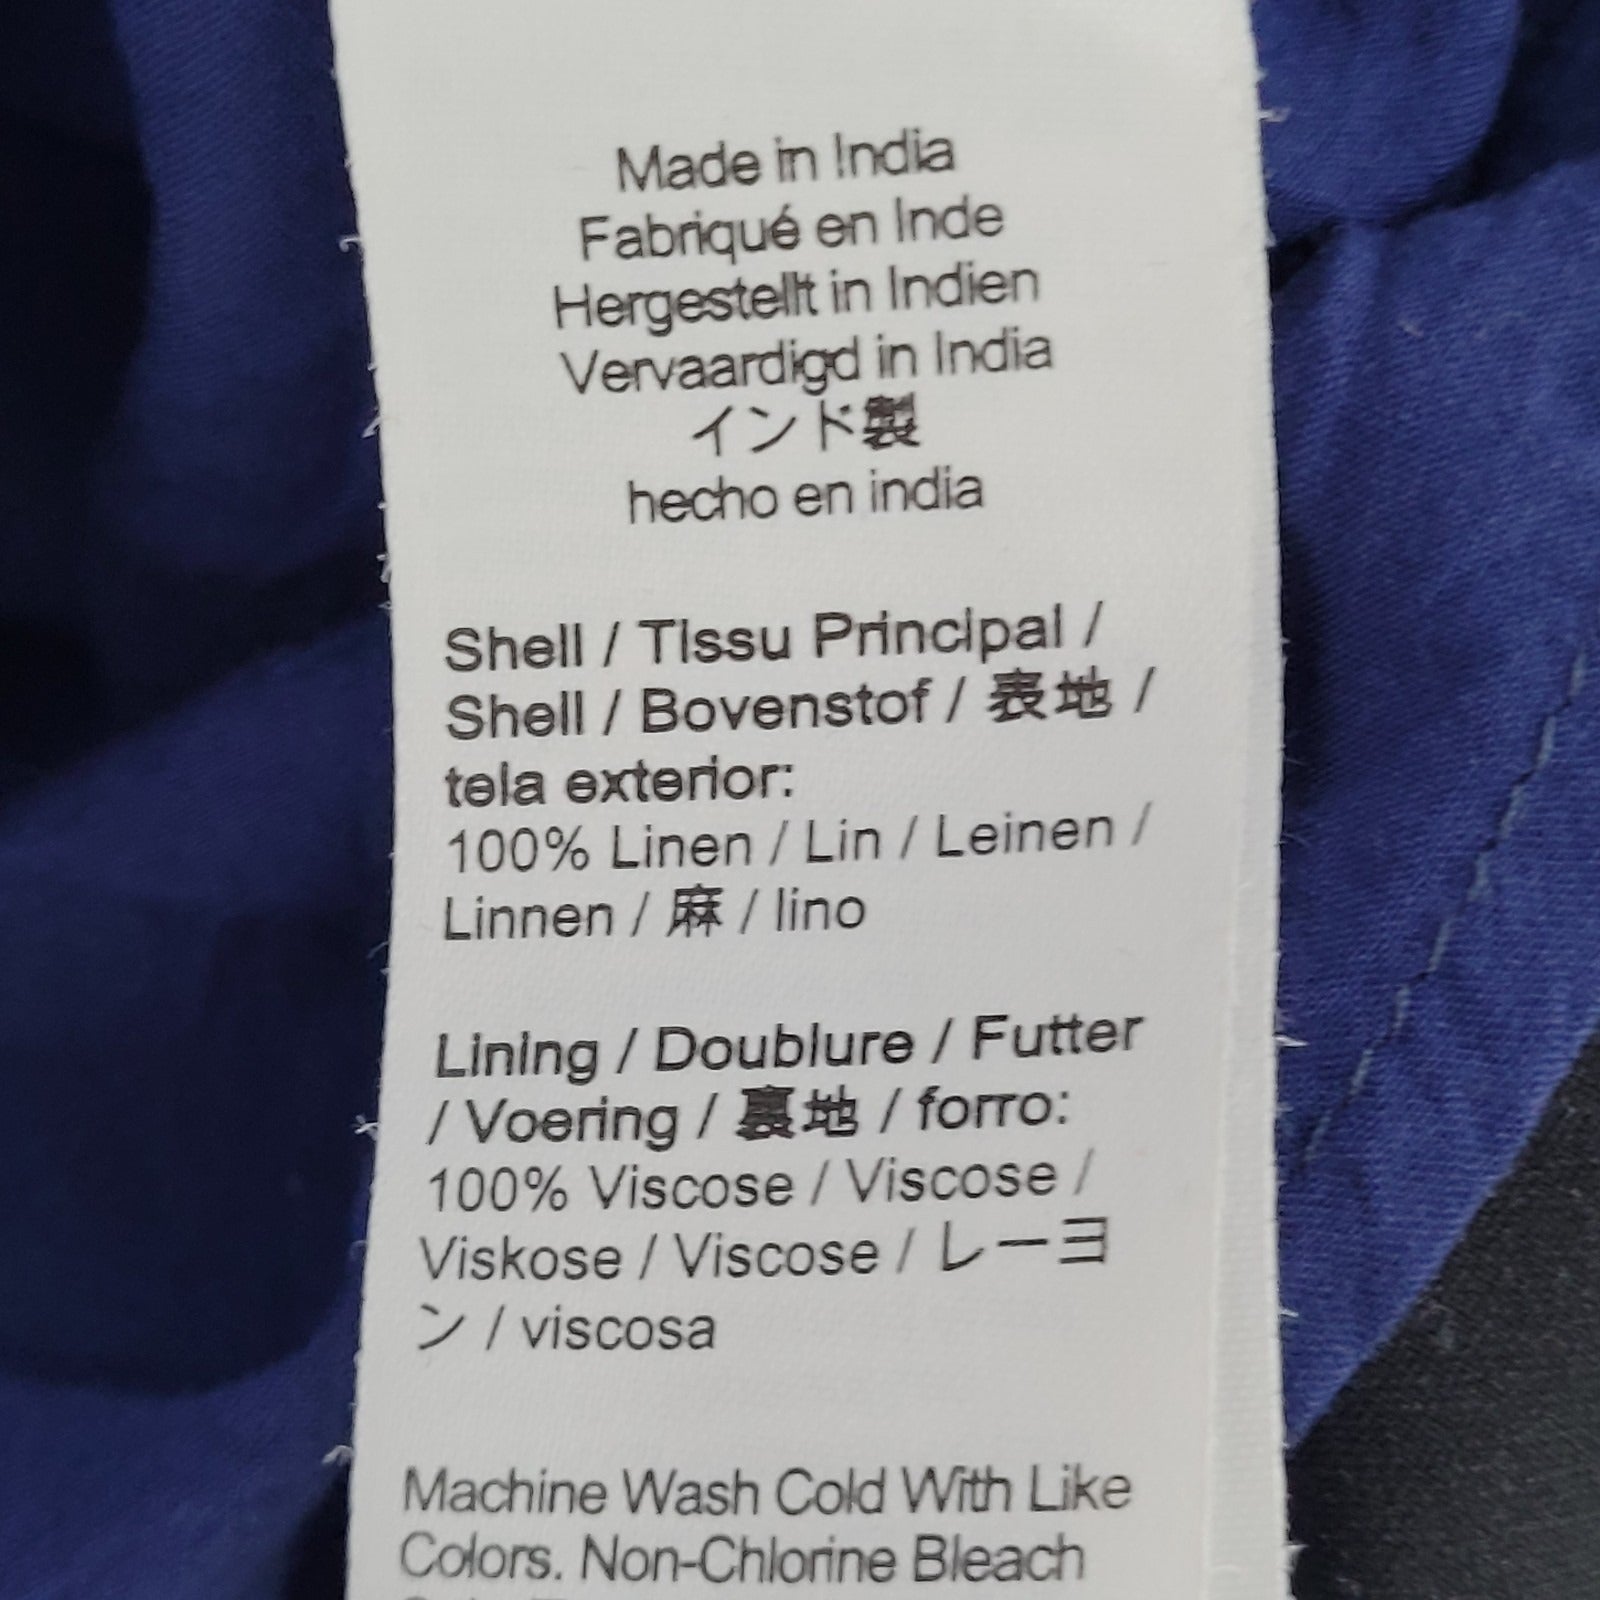 Made in India
Fabriqué en Inde
Hergestellt in Indien
Vervaardigd in India
インド製
hecho en india
Shell / Tissu Principal /
Shell / Bovenstof / 表地 /
tela exterior:
100% Linen / Lin / Leinen /
Linnen / 麻 / lino
Lining / Doublure / Futter
/ Voering / 裏地 / forro:
100% Viscose / Viscose /
Viskose / Viscose / レーヨ
ン / viscosa
Machine Wash Cold With Like
Colors. Non-Chlorine Bleach